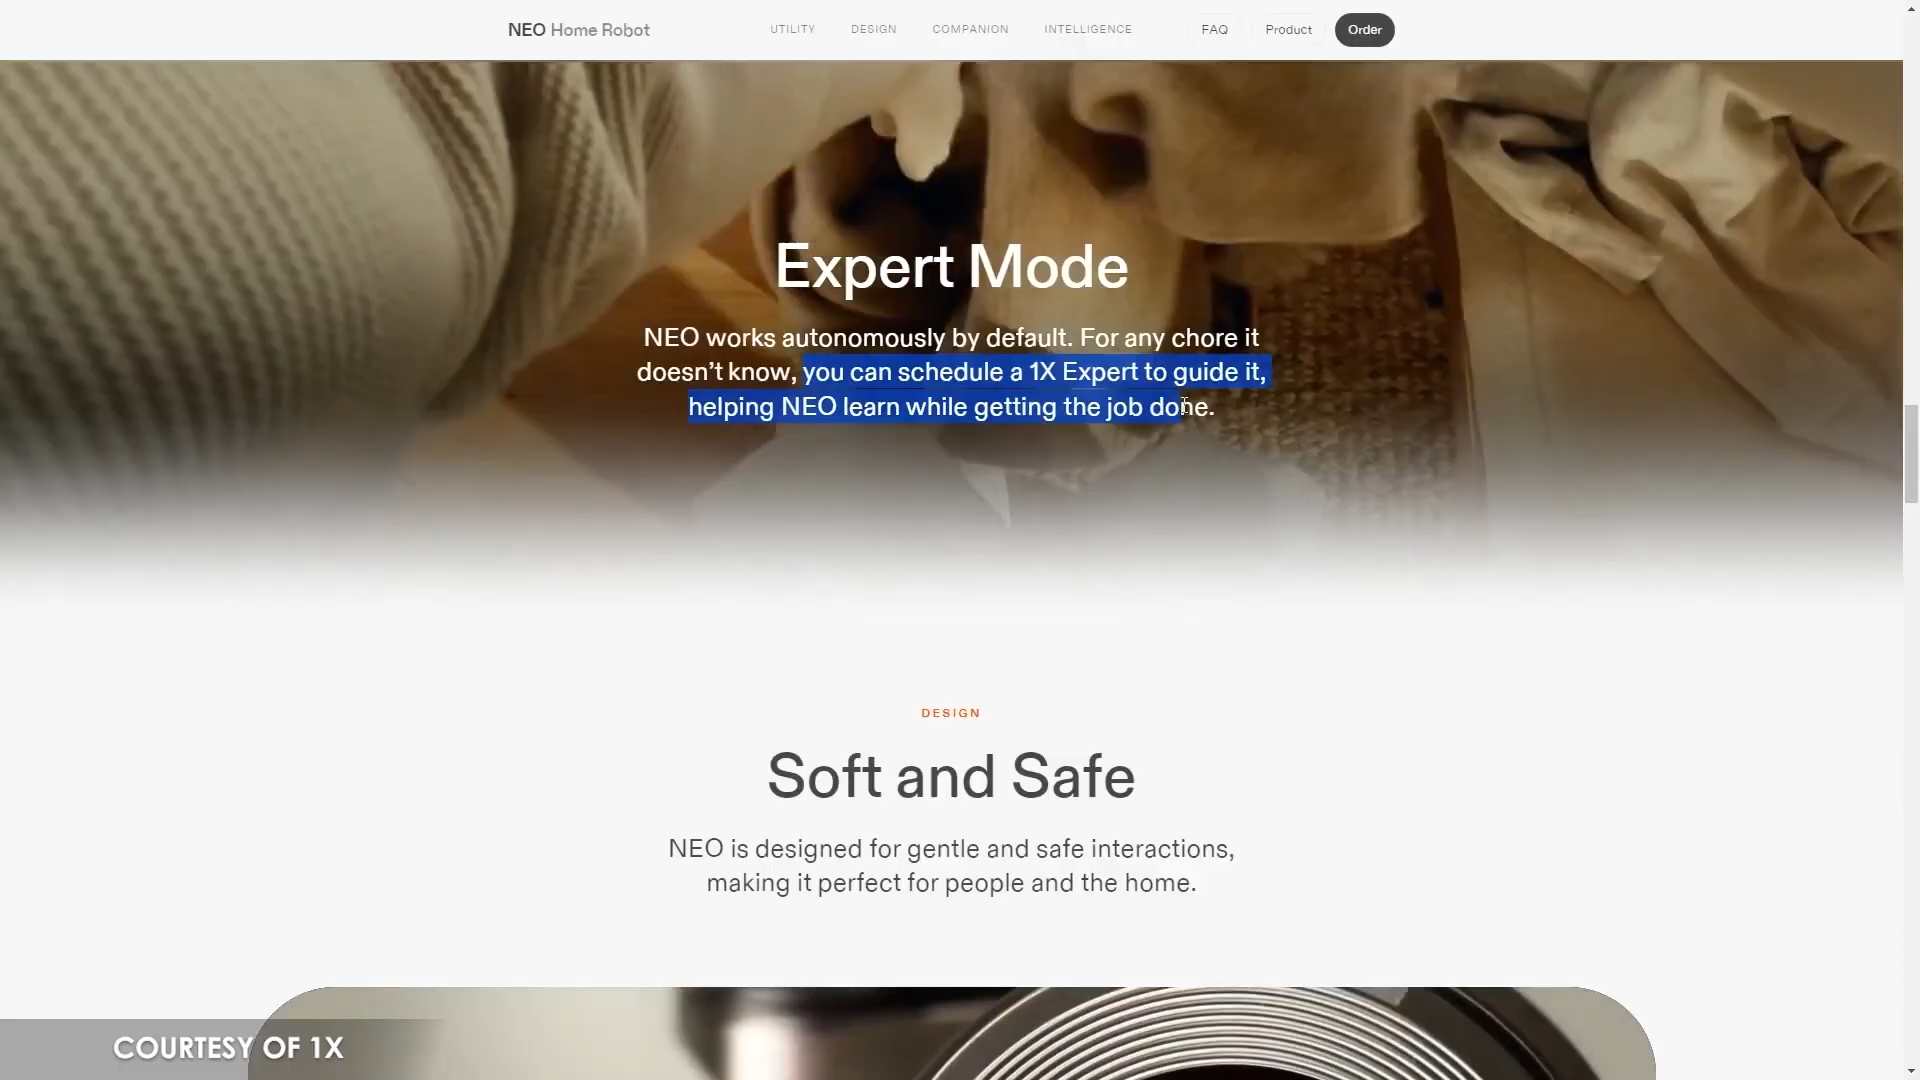 NEO Home Robot
UTILITY DESIGN COMPANION INTELLIGENCE FAQ Product Order
Expert Mode
NEO works autonomously by default. For any chore it
doesn't know, you can schedule a 1X Expert to guide it,
helping NEO learn while getting the job done.
DESIGN
Soft and Safe
NEO is designed for gentle and safe interactions,
making it perfect for people and the home.
COURTESY OF 1X